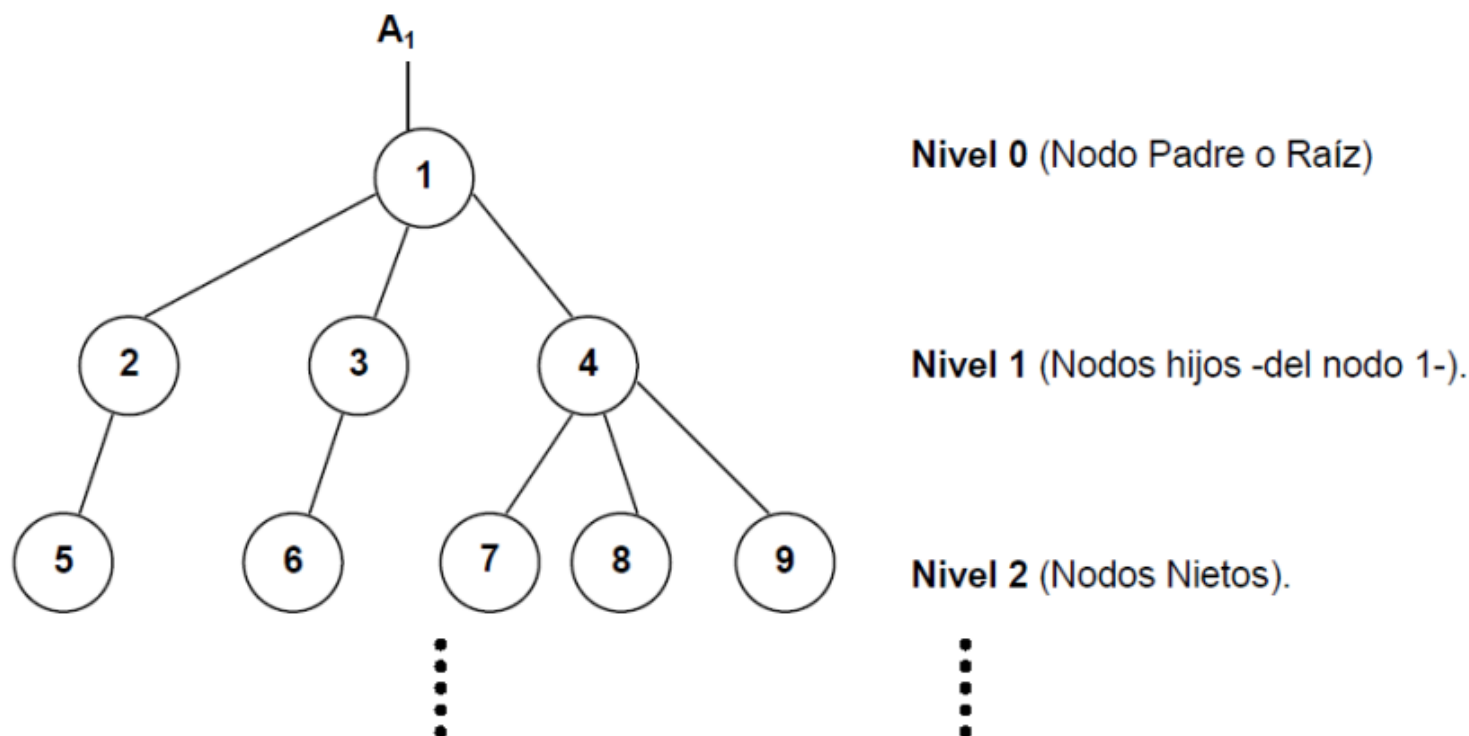 A₁
1
Nivel 0 (Nodo Padre o Raíz)
2 3 4
Nivel 1 (Nodos hijos -del nodo 1-).
5 6 7 8 9
Nivel 2 (Nodos Nietos).